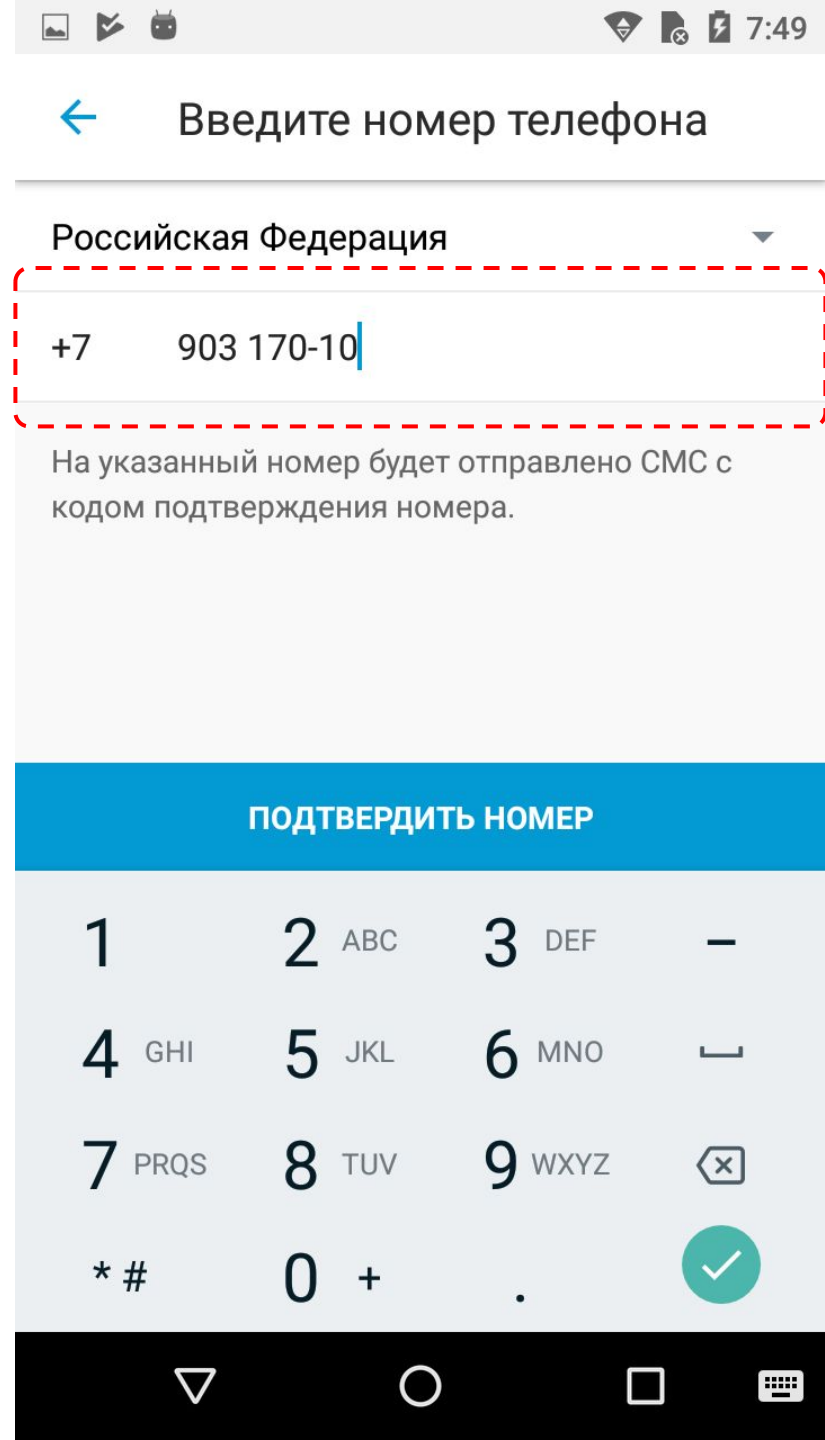 7:49
Введите номер телефона
Российская Федерация
+7 903 170-10
На указанный номер будет отправлено СМС с
кодом подтверждения номера.
ПОДТВЕРДИТЬ НОМЕР
1 2 ABC 3 DEF –
4 GHI 5 JKL 6 MNO
7 PRQS 8 TUV 9 WXYZ
* # 0 + .